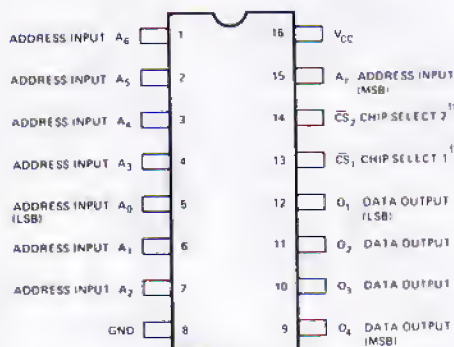 ADDRESS INPUT A6 1
ADDRESS INPUT A5 2
ADDRESS INPUT A4 3
ADDRESS INPUT A3 4
ADDRESS INPUT A0 5
(LSB)
ADDRESS INPUT A1 6
ADDRESS INPUT A2 7
GND 8
16 VCC
15 A7 ADDRESS INPUT
(MSB)
14 C̅S̅2 CHIP SELECT 2
13 C̅S̅1 CHIP SELECT 1
12 O1 DATA OUTPUT
(LSB)
11 O2 DATA OUTPUT
10 O3 DATA OUTPUT
9 O4 DATA OUTPUT
(MSB)